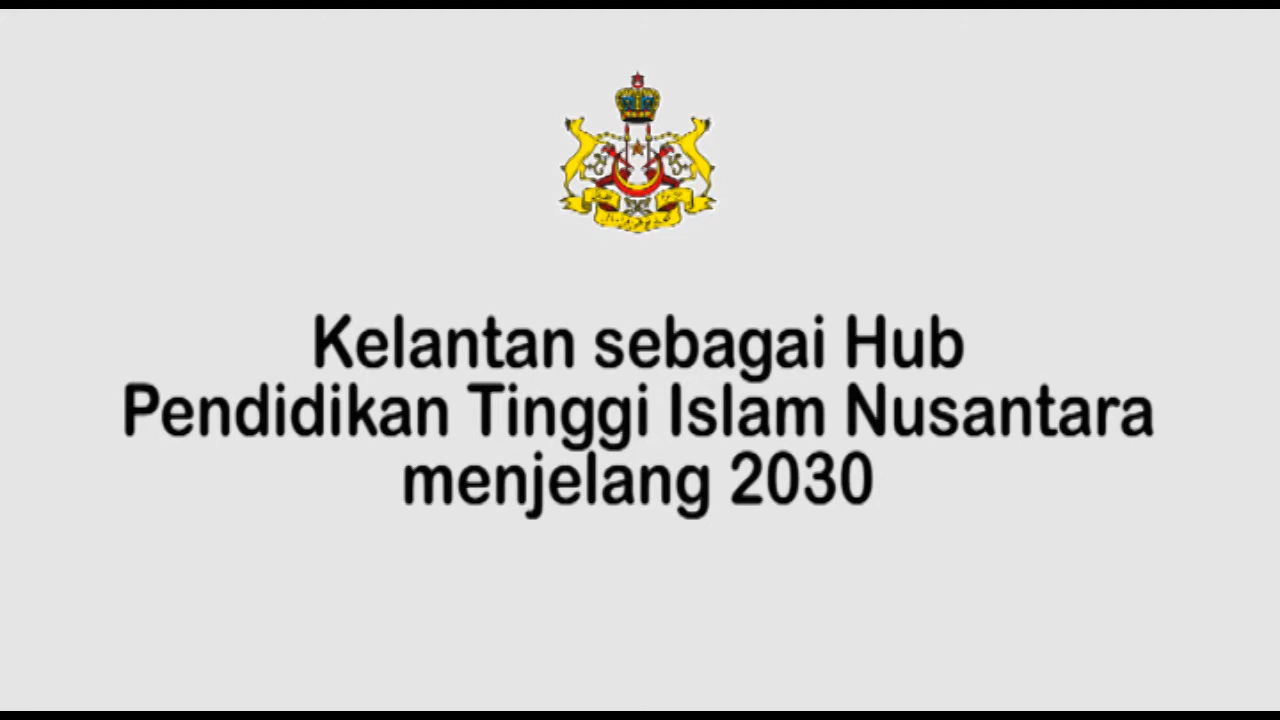 Kelantan sebagai Hub
Pendidikan Tinggi Islam Nusantara
menjelang 2030